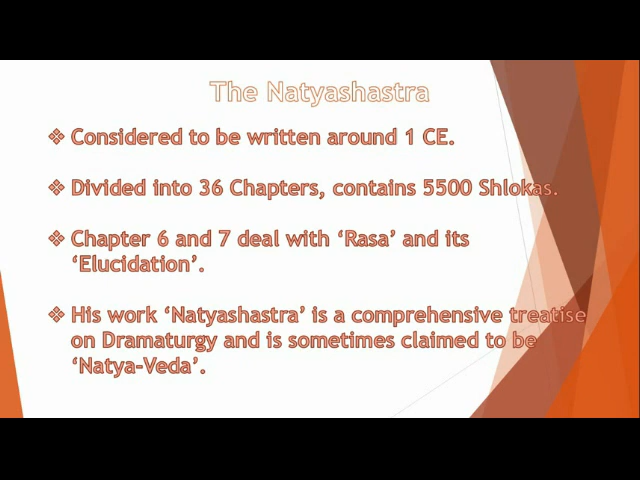 The Natyashastra
❖ Considered to be written around 1 CE.
❖ Divided into 36 Chapters, contains 5500 Shlokas.
❖ Chapter 6 and 7 deal with ‘Rasa’ and its
‘Elucidation’.
❖ His work ‘Natyashastra’ is a comprehensive treatise
on Dramaturgy and is sometimes claimed to be
‘Natya-Veda’.